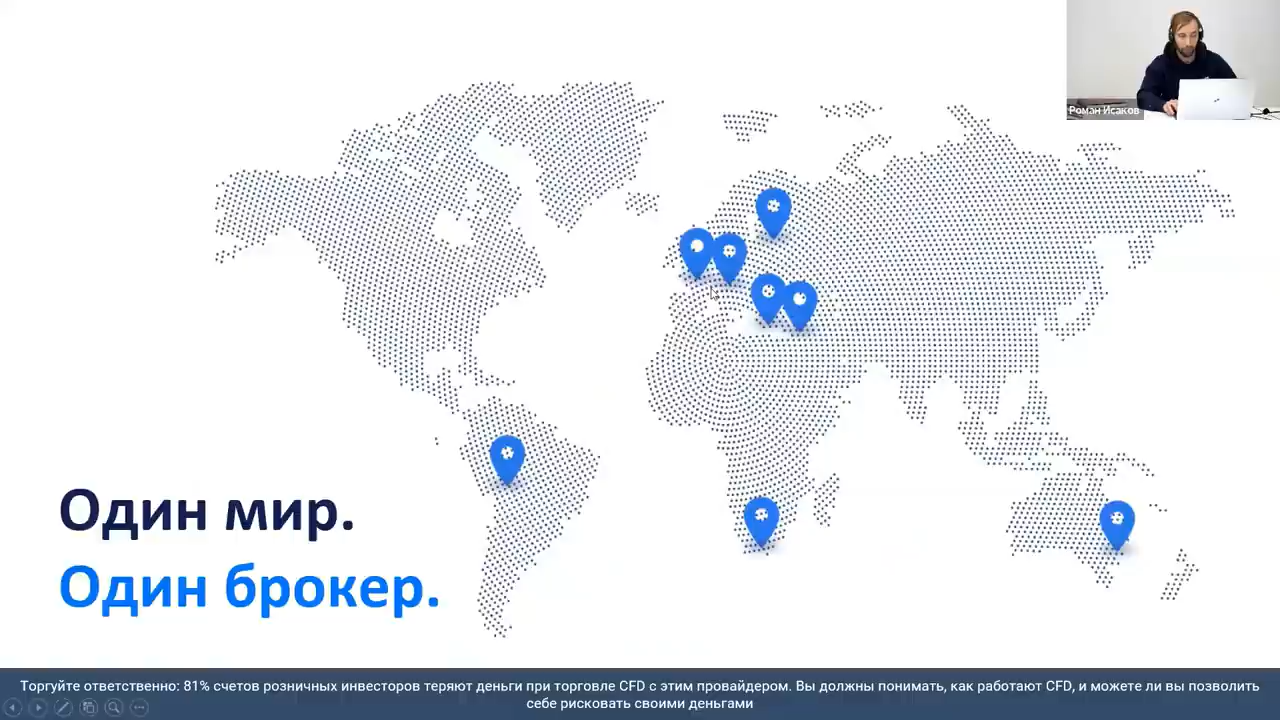 Роман Исаков
Один мир.
Один брокер.
Торгуйте ответственно: 81% счетов розничных инвесторов теряют деньги при торговле CFD с этим провайдером. Вы должны понимать, как работают CFD, и можете ли вы позволить
себе рисковать своими деньгами